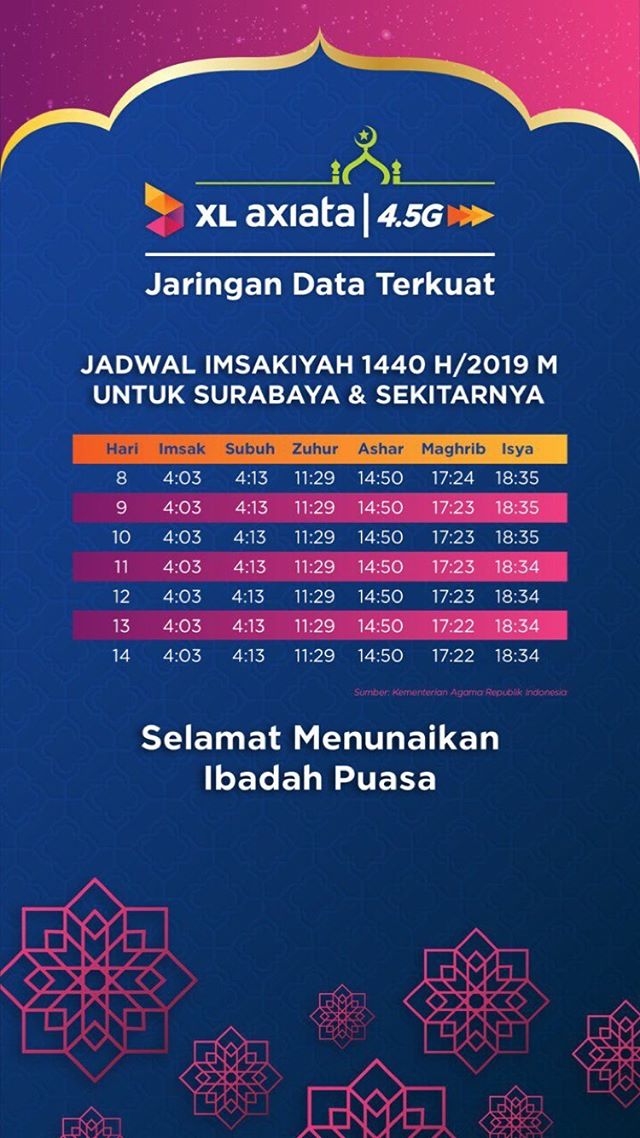 XL axiata | 4.5G
Jaringan Data Terkuat
JADWAL IMSAKIYAH 1440 H/2019 M
UNTUK SURABAYA & SEKITARNYA
Hari Imsak Subuh Zuhur Ashar Maghrib Isya
8 4:03 4:13 11:29 14:50 17:24 18:35
9 4:03 4:13 11:29 14:50 17:23 18:35
10 4:03 4:13 11:29 14:50 17:23 18:35
11 4:03 4:13 11:29 14:50 17:23 18:34
12 4:03 4:13 11:29 14:50 17:23 18:34
13 4:03 4:13 11:29 14:50 17:22 18:34
14 4:03 4:13 11:29 14:50 17:22 18:34
Sumber: Kementerian Agama Republik Indonesia
Selamat Menunaikan
Ibadah Puasa